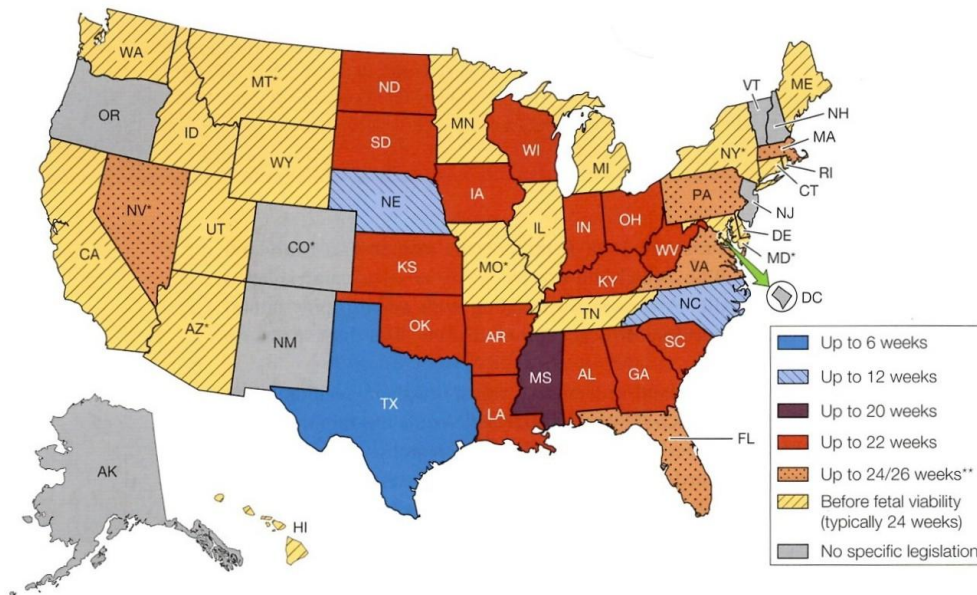 WA
MT*
ND
MN
VT
ME
OR
ID
SD
WI
NH
MA
WY
MI
NY*
RI
CT
NE
IA
PA
NV*
UT
IL
IN
OH
NJ
CA
CO*
DE
WV
MD*
KS
MO*
KY
VA
DC
NC
TN
AZ*
OK
NM
AR
SC
Up to 6 weeks
MS
AL
GA
Up to 12 weeks
TX
LA
Up to 20 weeks
FL
Up to 22 weeks
AK
Up to 24/26 weeks**
HI
Before fetal viability
(typically 24 weeks)
No specific legislation